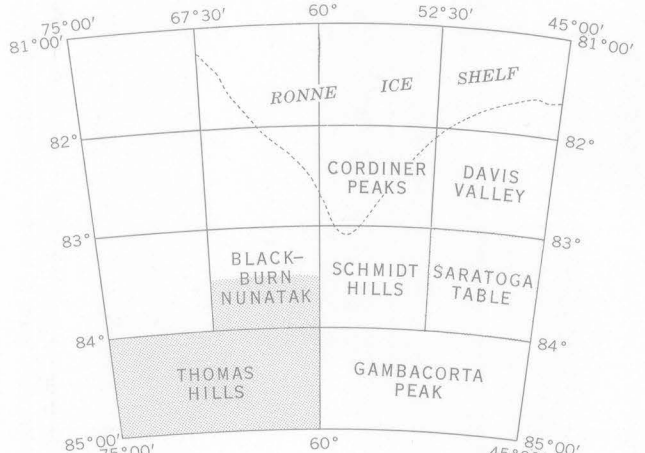 75°00′ 67°30′ 60° 52°30′ 45°00′
81°00′ 81°00′
RONNE ICE SHELF
82° 82°
CORDINER
PEAKS
DAVIS
VALLEY
83° 83°
BLACK–
BURN
NUNATAK
SCHMIDT
HILLS
SARATOGA
TABLE
84° 84°
THOMAS
HILLS
GAMBACORTA
PEAK
85°00′ 85°00′
75°00′ 60° 45°00′